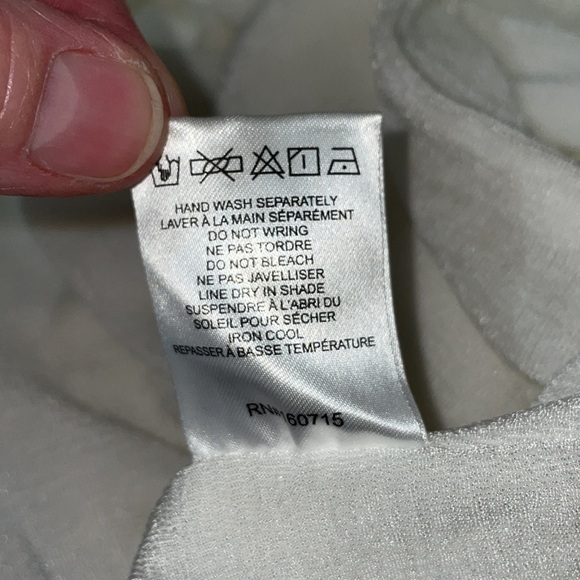 HAND WASH SEPARATELY
LAVER À LA MAIN SÉPARÉMENT
DO NOT WRING
NE PAS TORDRE
DO NOT BLEACH
NE PAS JAVELLISER
LINE DRY IN SHADE
SUSPENDRE À L'ABRI DU
SOLEIL POUR SÉCHER
IRON COOL
REPASSER À BASSE TEMPÉRATURE